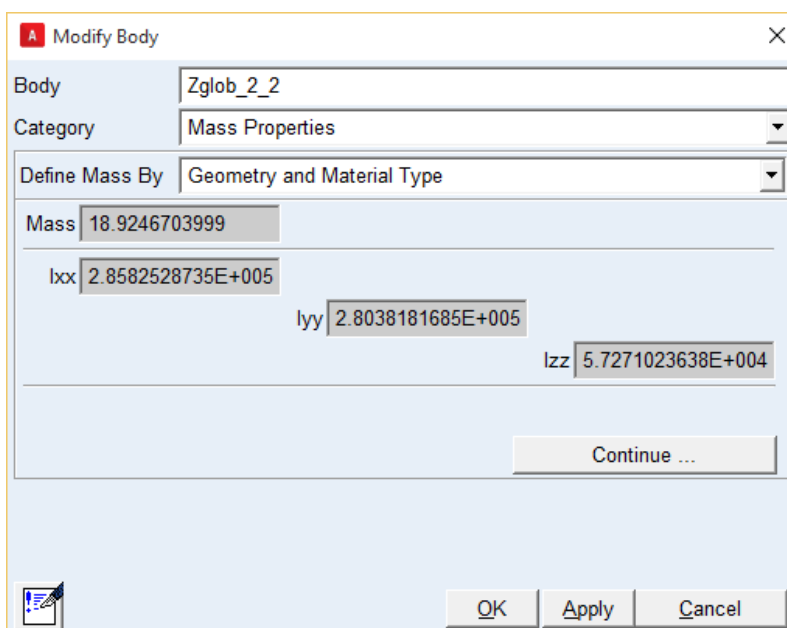 A Modify Body
Body Zglob_2_2
Category Mass Properties
Define Mass By Geometry and Material Type
Mass 18.9246703999
Ixx 2.8582528735E+005
Iyy 2.8038181685E+005
Izz 5.7271023638E+004
Continue ...
OK Apply Cancel